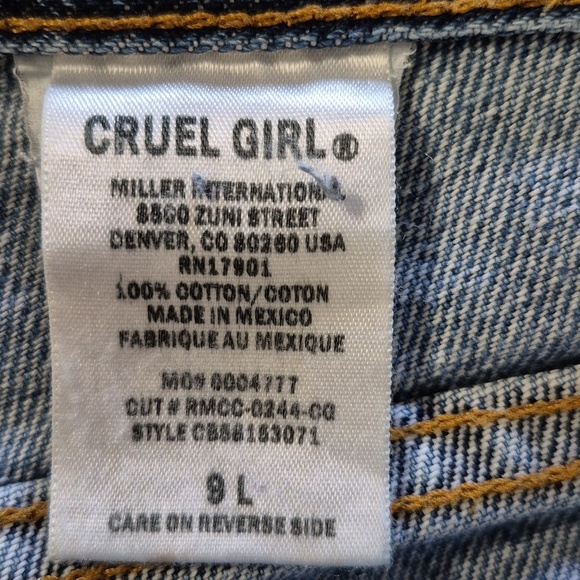 CRUEL GIRL®
MILLER INTERNATIONAL
8500 ZUNI STREET
DENVER, CO 80260 USA
RN17901
100% COTTON/COTON
MADE IN MEXICO
FABRIQUE AU MEXIQUE
MO# 0004777
CUT # RMCC-0244-CG
STYLE CB56153071
9 L
CARE ON REVERSE SIDE